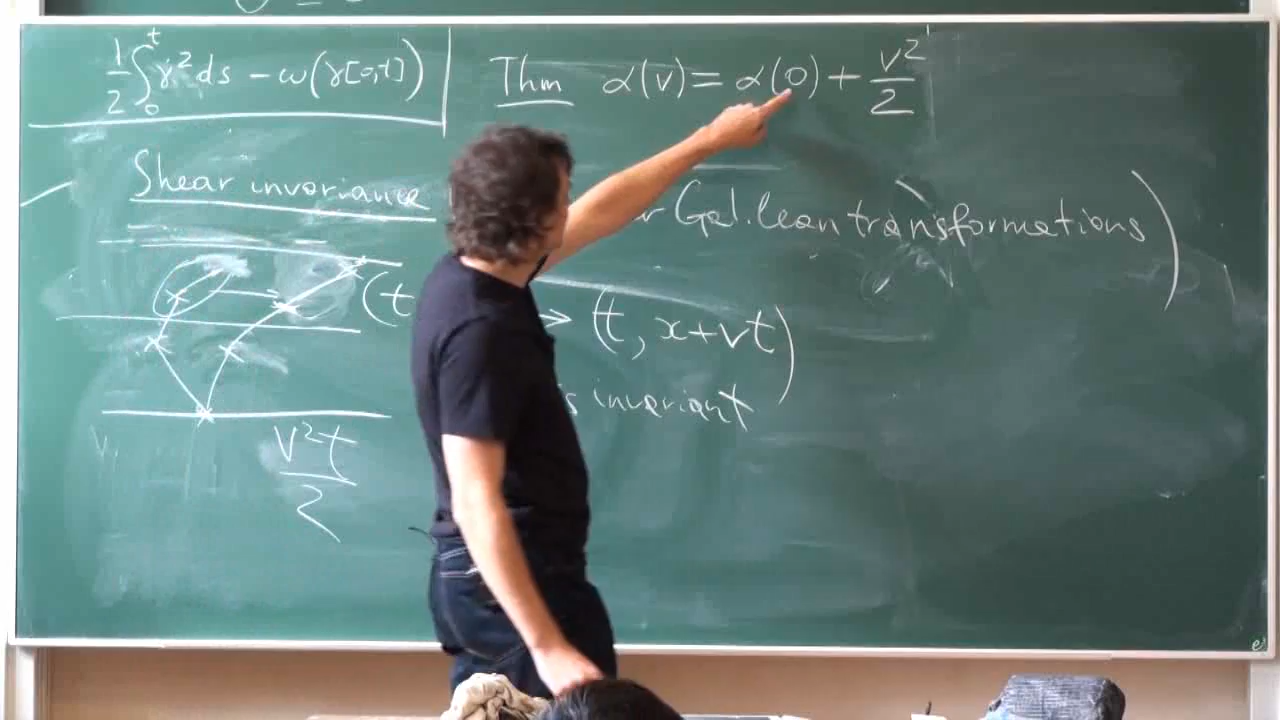 1/2 ∫₀ᵗ γ̇² ds − ω(γ[0,t])
Thm α(v) = α(0) + v²/2
Shear invariance
Galilean transformations)
(t → (t, x+vt)
s invariant
v²t/2